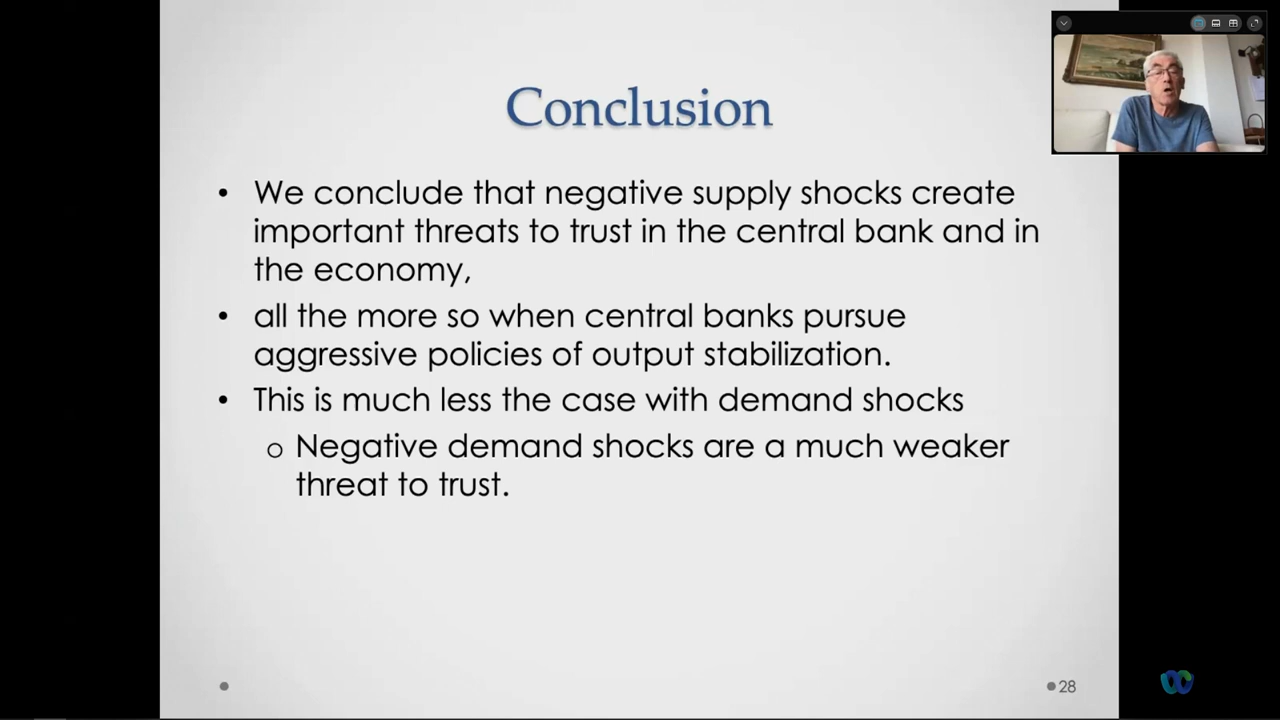 Conclusion
• We conclude that negative supply shocks create
important threats to trust in the central bank and in
the economy,
• all the more so when central banks pursue
aggressive policies of output stabilization.
• This is much less the case with demand shocks
o Negative demand shocks are a much weaker
threat to trust.
28